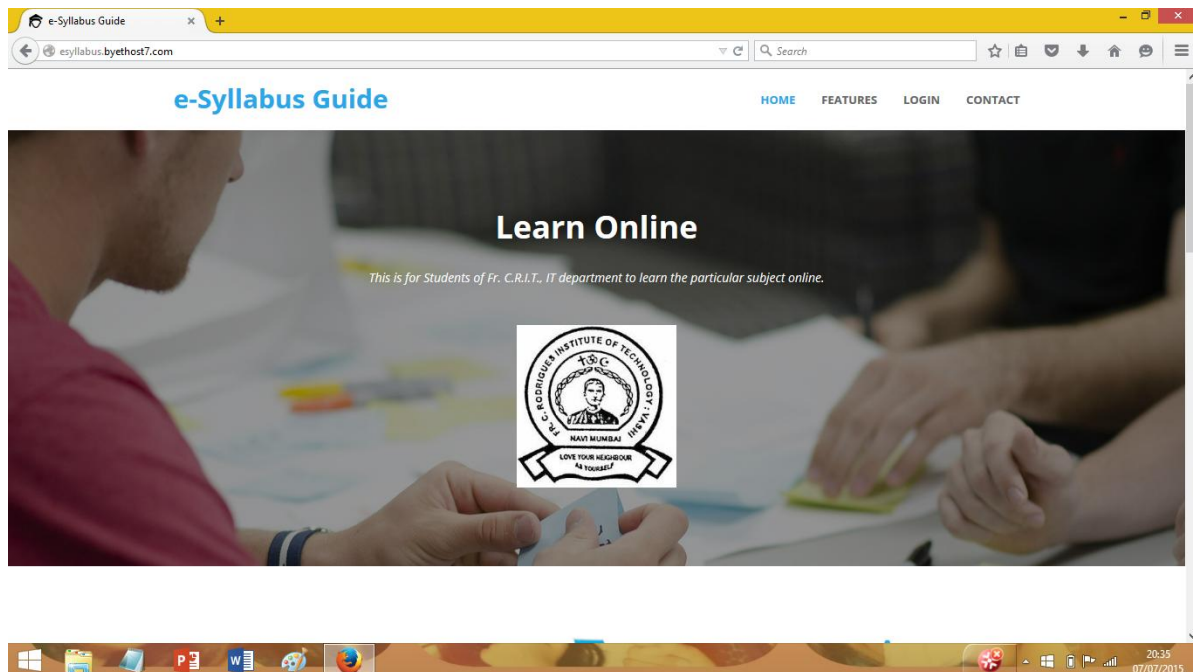 e-Syllabus Guide
esyllabus.byethost7.com
Search
e-Syllabus Guide
HOME FEATURES LOGIN CONTACT
Learn Online
This is for Students of Fr. C.R.I.T., IT department to learn the particular subject online.
FR. C. RODRIGUES INSTITUTE OF TECHNOLOGY : VASHI
NAVI MUMBAI
LOVE YOUR NEIGHBOUR
AS YOURSELF
20:35
07/07/2015